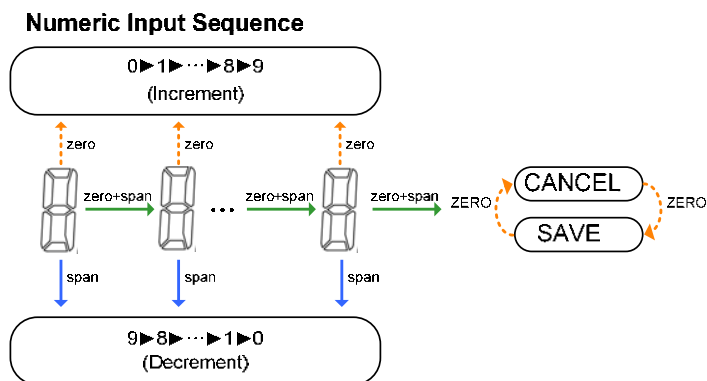 Numeric Input Sequence
0▶1▶···▶8▶9
(Increment)
zero zero zero
zero+span ... zero+span zero+span
ZERO CANCEL ZERO
SAVE
span span span
9▶8▶···▶1▶0
(Decrement)